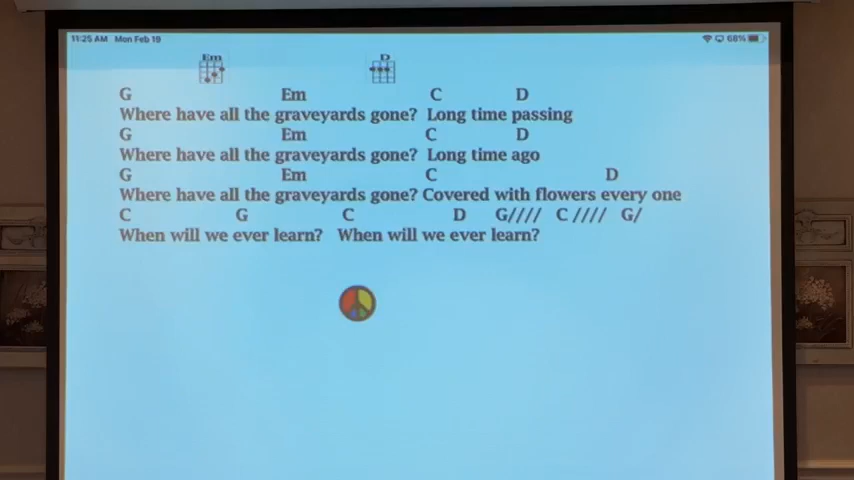 11:25 AM Mon Feb 19 68%
Em D
G Em C D
Where have all the graveyards gone? Long time passing
G Em C D
Where have all the graveyards gone? Long time ago
G Em C D
Where have all the graveyards gone? Covered with flowers every one
C G C D G//// C //// G/
When will we ever learn? When will we ever learn?